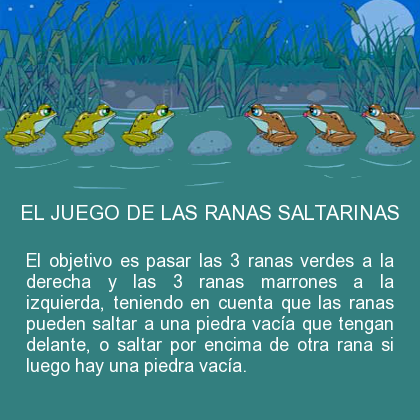 EL JUEGO DE LAS RANAS SALTARINAS
El objetivo es pasar las 3 ranas verdes a la
derecha y las 3 ranas marrones a la
izquierda, teniendo en cuenta que las ranas
pueden saltar a una piedra vacía que tengan
delante, o saltar por encima de otra rana si
luego hay una piedra vacía.